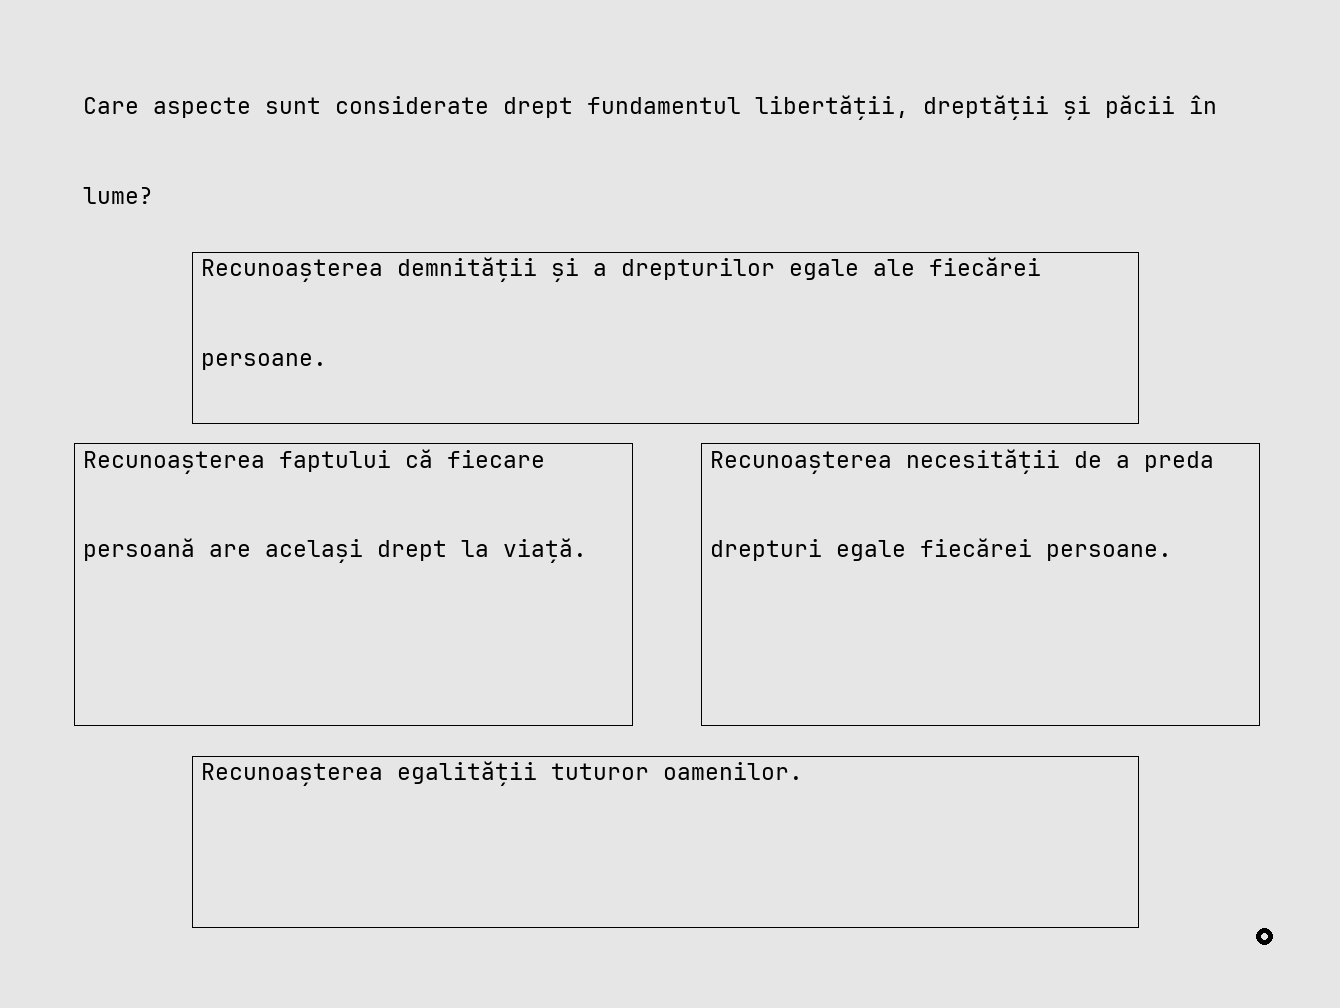 Care aspecte sunt considerate drept fundamentul libertății, dreptății și păcii în
lume?
Recunoașterea demnității și a drepturilor egale ale fiecărei
persoane.
Recunoașterea faptului că fiecare
persoană are același drept la viață.
Recunoașterea necesității de a preda
drepturi egale fiecărei persoane.
Recunoașterea egalității tuturor oamenilor.